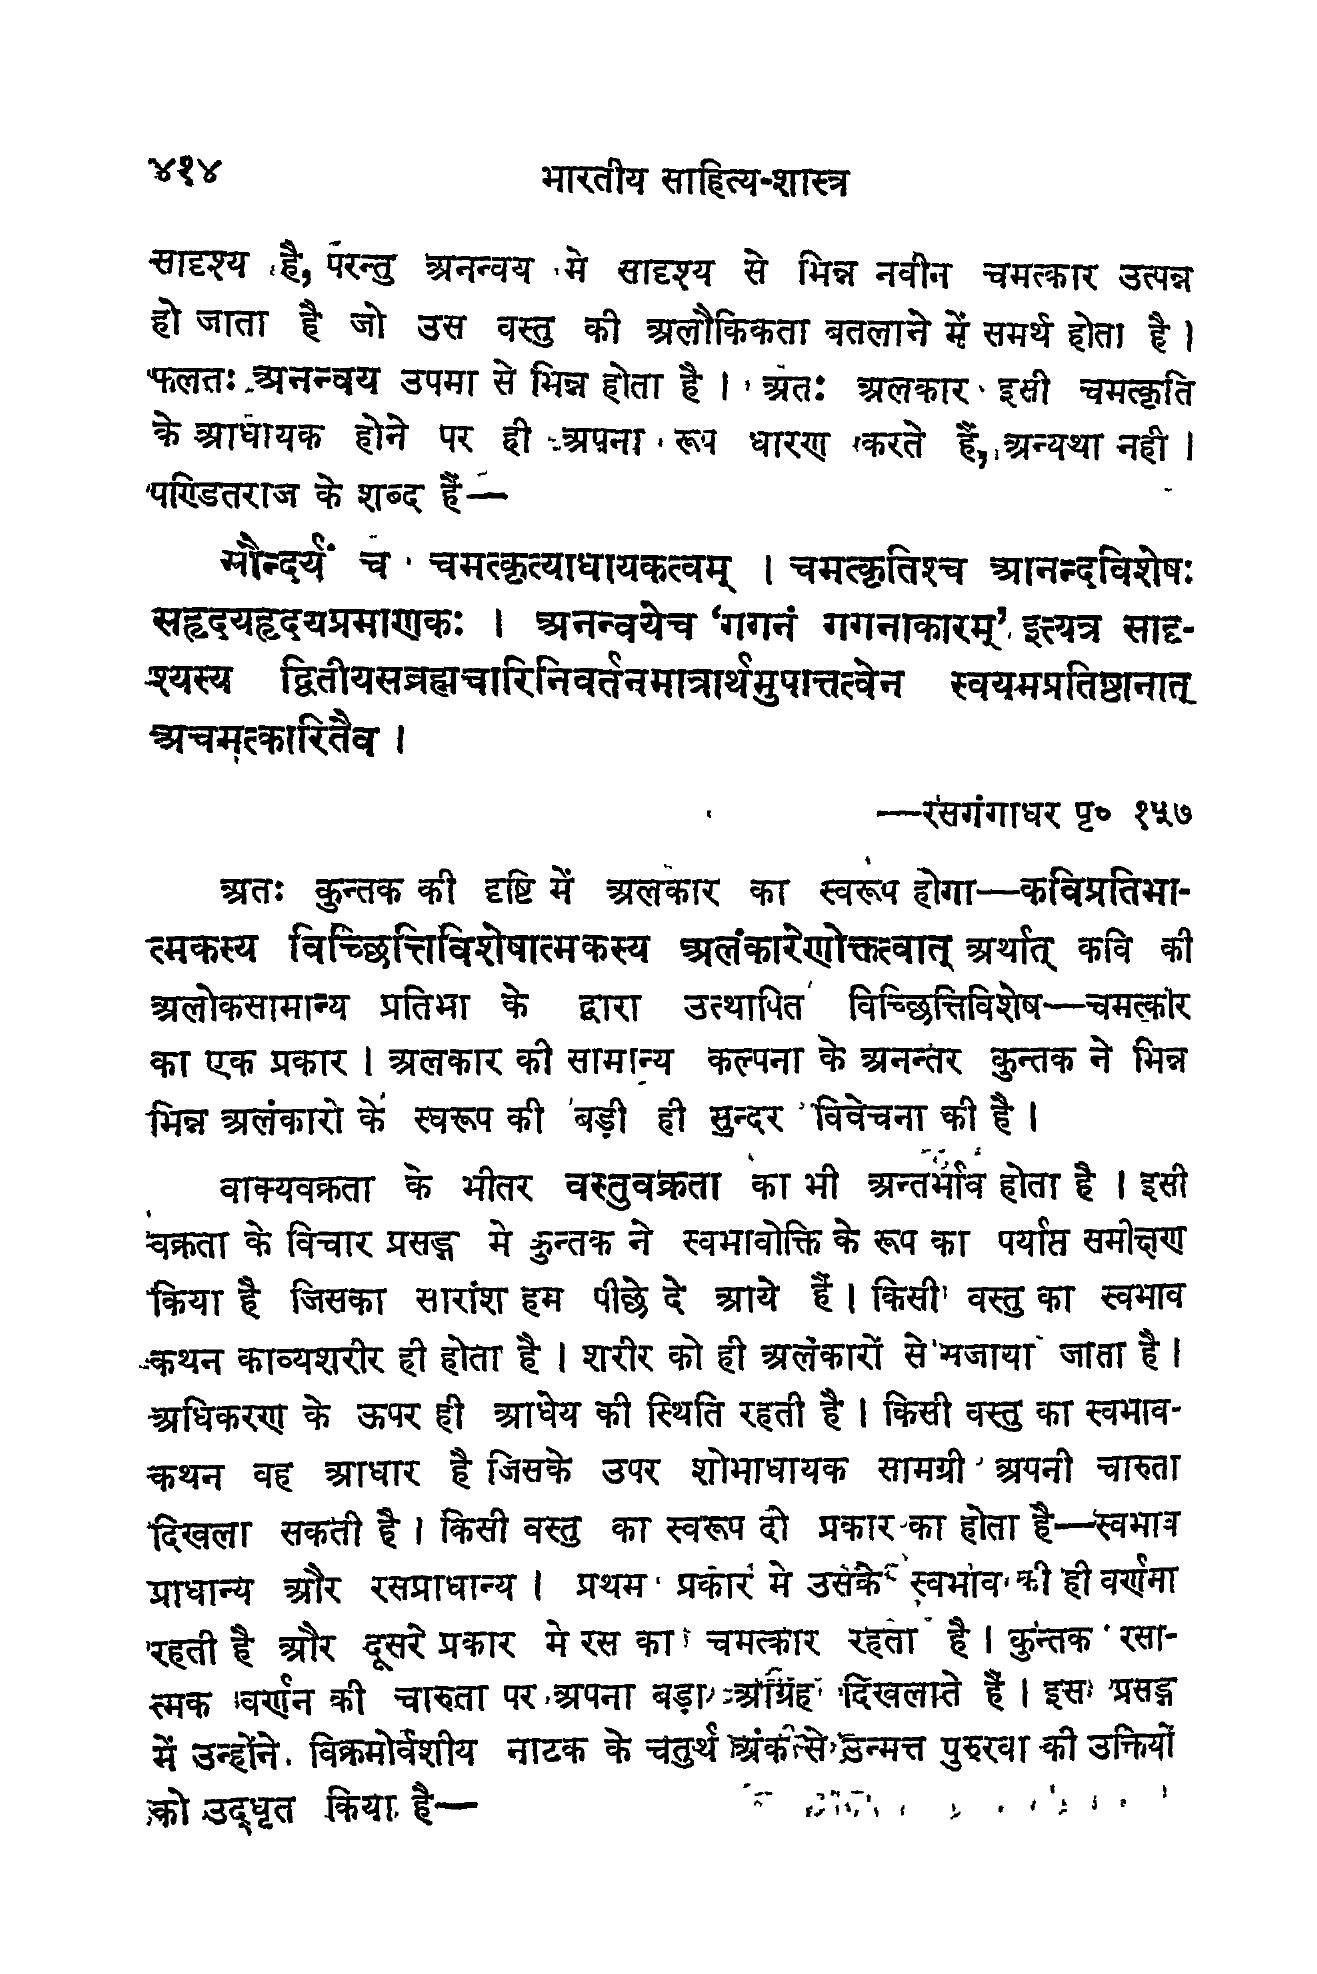 ४१४ भारतीय साहित्य-शास्त्र
सादृश्य है, परन्तु अनन्वय मे सादृश्य से भिन्न नवीन चमत्कार उत्पन्न
हो जाता है जो उस वस्तु की अलौकिकता बतलाने में समर्थ होता है ।
फलतः अनन्वय उपमा से भिन्न होता है । अतः अलकार इसी चमत्कृति
के आधायक होने पर ही अपना रूप धारण करते हैं, अन्यथा नही ।
पण्डितराज के शब्द हैं—
सौन्दर्यं च चमत्कृत्याधायकत्वम् । चमत्कृतिश्च आनन्दविशेषः
सहृदयहृदयप्रमाणकः । अनन्वयेच ‘गगनं गगनाकारम्’ इत्यत्र सादृ-
श्यस्य द्वितीयसब्रह्मचारिनिवर्तनमात्रार्थमुपात्तत्वेन स्वयमप्रतिष्ठानात्
अचमत्कारितैव ।
—रसगंगाधर पृ० १५७
अतः कुन्तक की दृष्टि में अलकार का स्वरूप होगा—कविप्रतिभा-
त्मकस्य विच्छित्तिविशेषात्मकस्य अलंकारेणोक्तत्वात् अर्थात् कवि की
अलोकसामान्य प्रतिभा के द्वारा उत्थापित विच्छित्तिविशेष—चमत्कार
का एक प्रकार । अलकार की सामान्य कल्पना के अनन्तर कुन्तक ने भिन्न
भिन्न अलंकारो के स्वरूप की बड़ी ही सुन्दर विवेचना की है ।
वाक्यवक्रता के भीतर वस्तुवक्रता का भी अन्तर्भाव होता है । इसी
वक्रता के विचार प्रसङ्ग मे कुन्तक ने स्वभावोक्ति के रूप का पर्याप्त समीक्षण
किया है जिसका सारांश हम पीछे दे आये हैं । किसी वस्तु का स्वभाव
कथन काव्यशरीर ही होता है । शरीर को ही अलंकारों से सजाया जाता है ।
अधिकरण के ऊपर ही आधेय की स्थिति रहती है । किसी वस्तु का स्वभाव-
कथन वह आधार है जिसके उपर शोभाधायक सामग्री अपनी चारुता
दिखला सकती है । किसी वस्तु का स्वरूप दो प्रकार का होता है—स्वभाव
प्राधान्य और रसप्राधान्य । प्रथम प्रकार मे उसके स्वभाव की ही वर्णना
रहती है और दूसरे प्रकार मे रस का चमत्कार रहता है । कुन्तक रसा-
त्मक वर्णन की चारुता पर अपना बड़ा अग्रिह दिखलाते हैं । इस प्रसङ्ग
में उन्होंने विक्रमोर्वशीय नाटक के चतुर्थ अंक से उन्मत्त पुरुरवा की उक्तियों
को उद्धृत किया है—